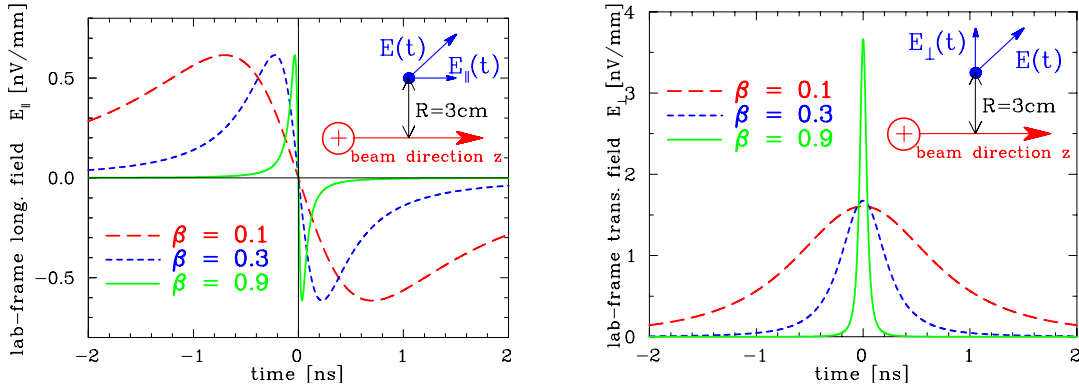 lab-frame long. field E∥ [nV/mm]
0.5
0.0
−0.5
E(t)
E∥(t)
R=3cm
+
beam direction z
β = 0.1
β = 0.3
β = 0.9
−2 −1 0 1 2
time [ns]
lab-frame trans. field E⊥ [nV/mm]
4
3
2
1
0
β = 0.1
β = 0.3
β = 0.9
E⊥(t)
E(t)
R=3cm
+
beam direction z
−2 −1 0 1 2
time [ns]